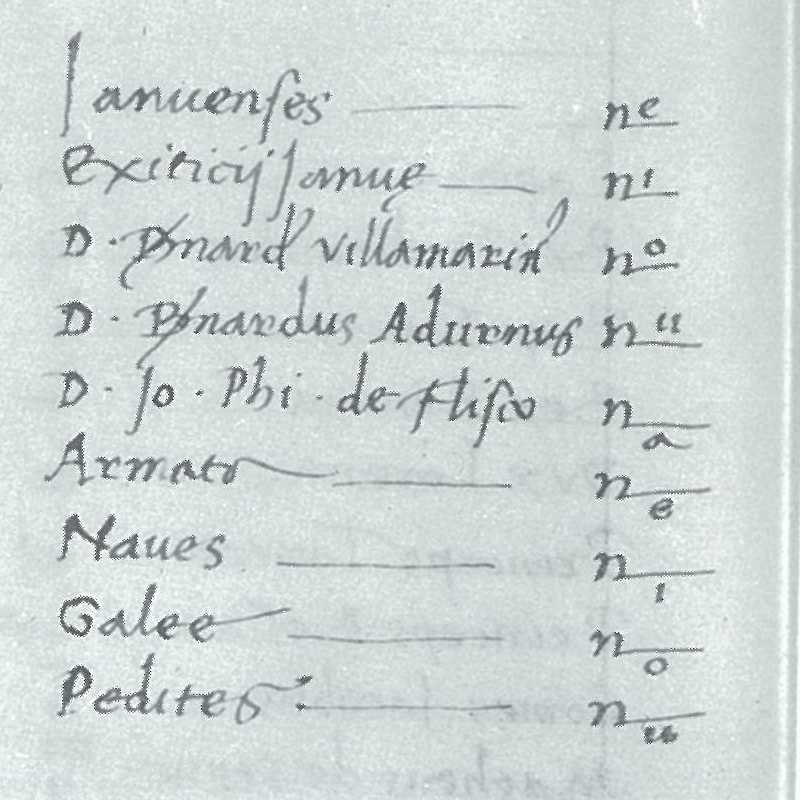 Ianuenses — nᵉ
Exiticij Ianue — nⁱ
D. Bnard Villamarin nᵒ
D. Bnardus Adurnus nᵘ
D. Jo. Phi. de flisco nₐ
Armata — nₑ
Naues — nᵢ
Galee — nₒ
Pedites : — nᵤ